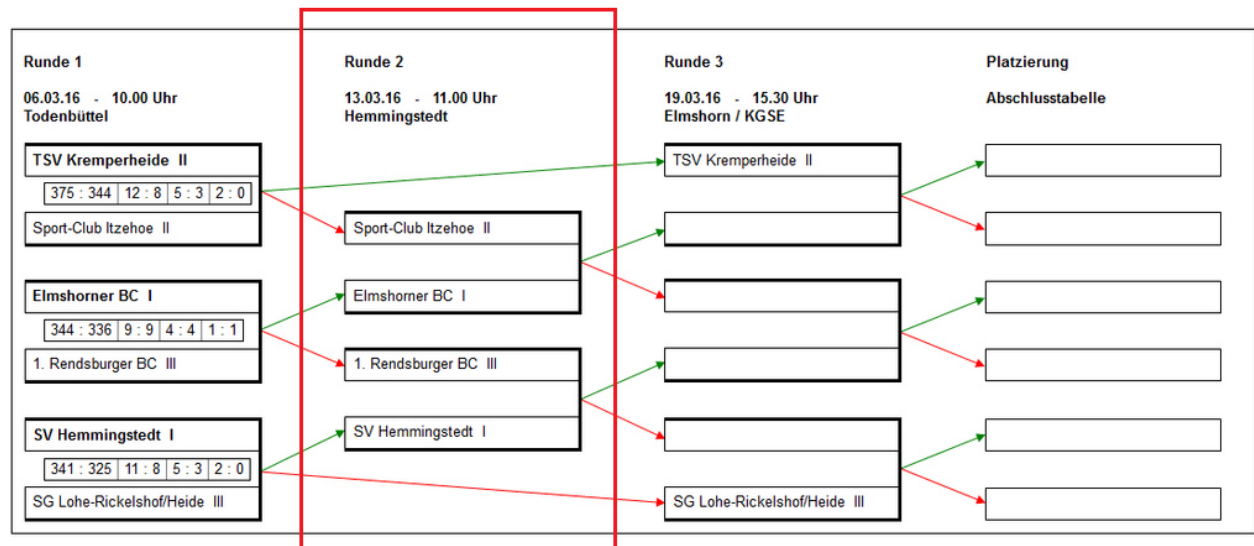 Runde 1
06.03.16 - 10.00 Uhr
Todenbüttel
TSV Kremperheide II
375 : 344 12 : 8 5 : 3 2 : 0
Sport-Club Itzehoe II
Elmshorner BC I
344 : 336 9 : 9 4 : 4 1 : 1
1. Rendsburger BC III
SV Hemmingstedt I
341 : 325 11 : 8 5 : 3 2 : 0
SG Lohe-Rickelshof/Heide III
Runde 2
13.03.16 - 11.00 Uhr
Hemmingstedt
Sport-Club Itzehoe II
Elmshorner BC I
1. Rendsburger BC III
SV Hemmingstedt I
Runde 3
19.03.16 - 15.30 Uhr
Elmshorn / KGSE
TSV Kremperheide II
SG Lohe-Rickelshof/Heide III
Platzierung
Abschlusstabelle